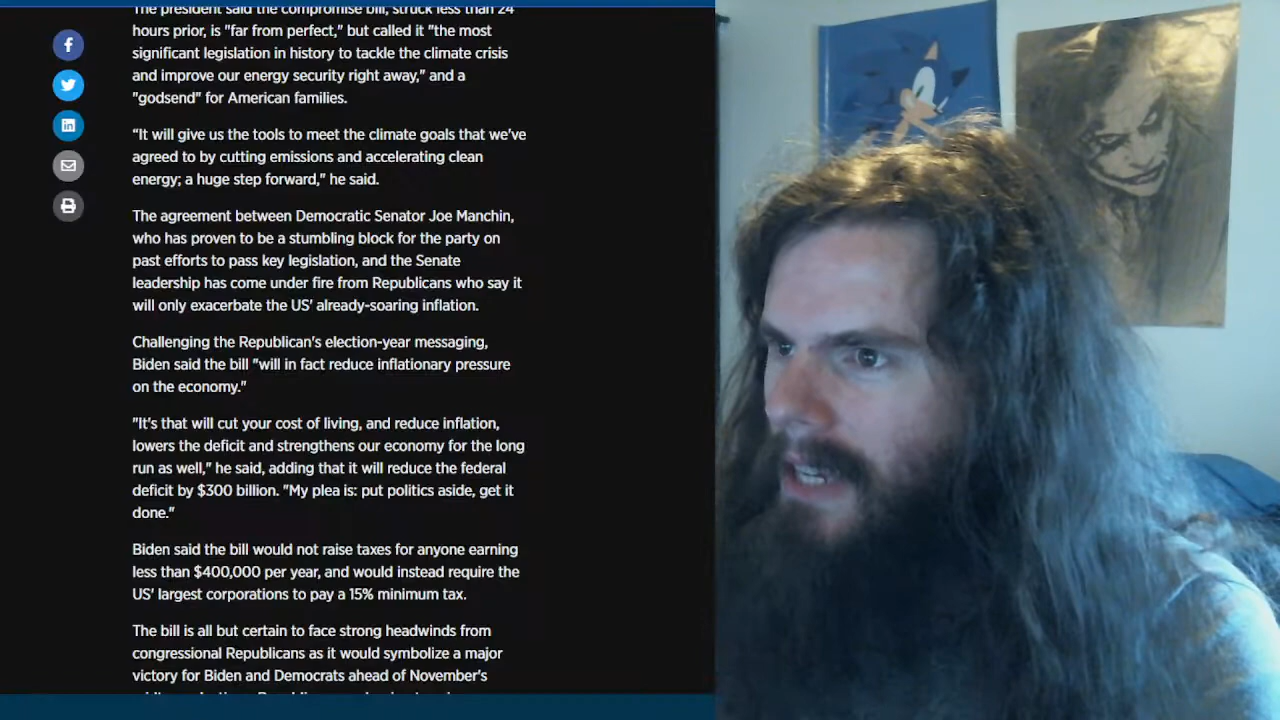 The president said the compromise bill, struck less than 24
hours prior, is "far from perfect," but called it "the most
significant legislation in history to tackle the climate crisis
and improve our energy security right away," and a
"godsend" for American families.
“It will give us the tools to meet the climate goals that we've
agreed to by cutting emissions and accelerating clean
energy; a huge step forward,” he said.
The agreement between Democratic Senator Joe Manchin,
who has proven to be a stumbling block for the party on
past efforts to pass key legislation, and the Senate
leadership has come under fire from Republicans who say it
will only exacerbate the US' already-soaring inflation.
Challenging the Republican's election-year messaging,
Biden said the bill "will in fact reduce inflationary pressure
on the economy."
"It's that will cut your cost of living, and reduce inflation,
lowers the deficit and strengthens our economy for the long
run as well," he said, adding that it will reduce the federal
deficit by $300 billion. "My plea is: put politics aside, get it
done."
Biden said the bill would not raise taxes for anyone earning
less than $400,000 per year, and would instead require the
US' largest corporations to pay a 15% minimum tax.
The bill is all but certain to face strong headwinds from
congressional Republicans as it would symbolize a major
victory for Biden and Democrats ahead of November's